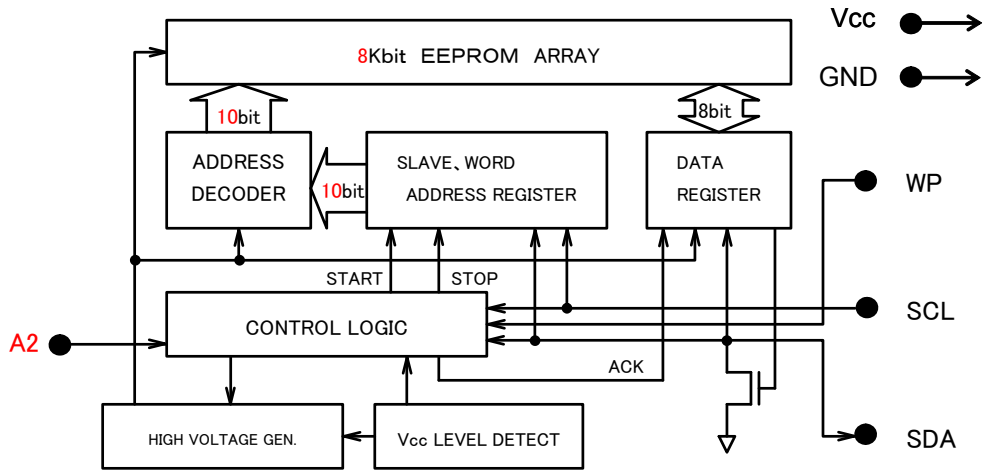 Vcc
8Kbit EEPROM ARRAY
GND
10bit
8bit
ADDRESS
DECODER
10bit
SLAVE、WORD
ADDRESS REGISTER
DATA
REGISTER
WP
START
STOP
CONTROL LOGIC
SCL
A2
ACK
HIGH VOLTAGE GEN.
Vcc LEVEL DETECT
SDA